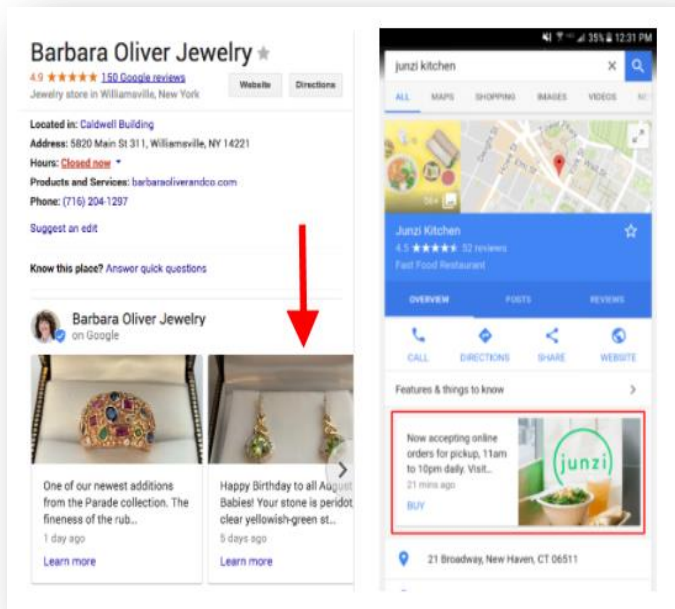 Barbara Oliver Jewelry
4.9 ★★★★★ 150 Google reviews
Jewelry store in Williamsville, New York
Website
Directions
Located in: Caldwell Building
Address: 5820 Main St 311, Williamsville, NY 14221
Hours: Closed now
Products and Services: barbaraoliverandco.com
Phone: (716) 204-1297
Suggest an edit
Know this place? Answer quick questions
Barbara Oliver Jewelry
on Google
One of our newest additions
from the Parade collection. The
fineness of the rub...
1 day ago
Learn more
Happy Birthday to all August
Babies! Your stone is peridot,
clear yellowish-green st...
5 days ago
Learn more
35% 12:31 PM
junzi kitchen
ALL MAPS SHOPPING IMAGES VIDEOS
56+
Junzi Kitchen
4.5 ★★★★★ 52 reviews
Fast Food Restaurant
OVERVIEW POSTS REVIEWS
CALL DIRECTIONS SHARE WEBSITE
Features & things to know
Now accepting online
orders for pickup, 11am
to 10pm daily. Visit...
21 mins ago
BUY
junzi
21 Broadway, New Haven, CT 06511